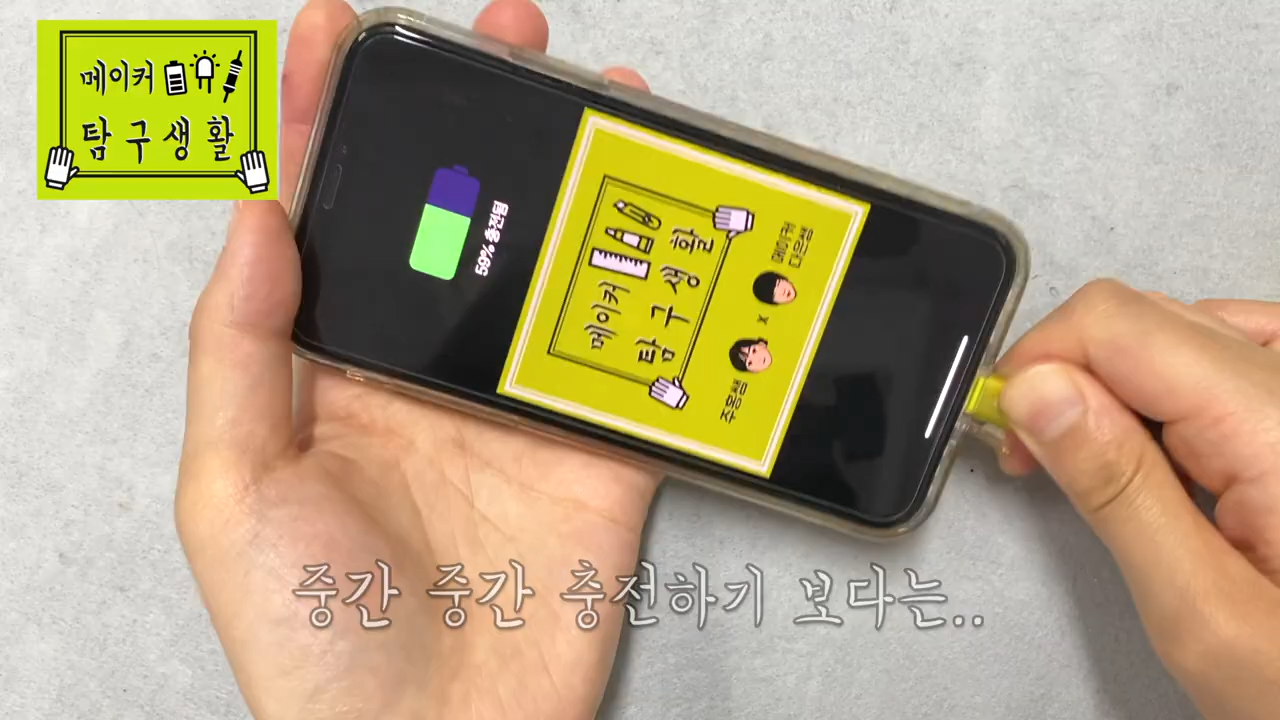 메이커
탐구생활
59% 충전됨
메이커
탐구생활
주용쌤 x 메이커 다은쌤
중간 중간 충전하기 보다는..